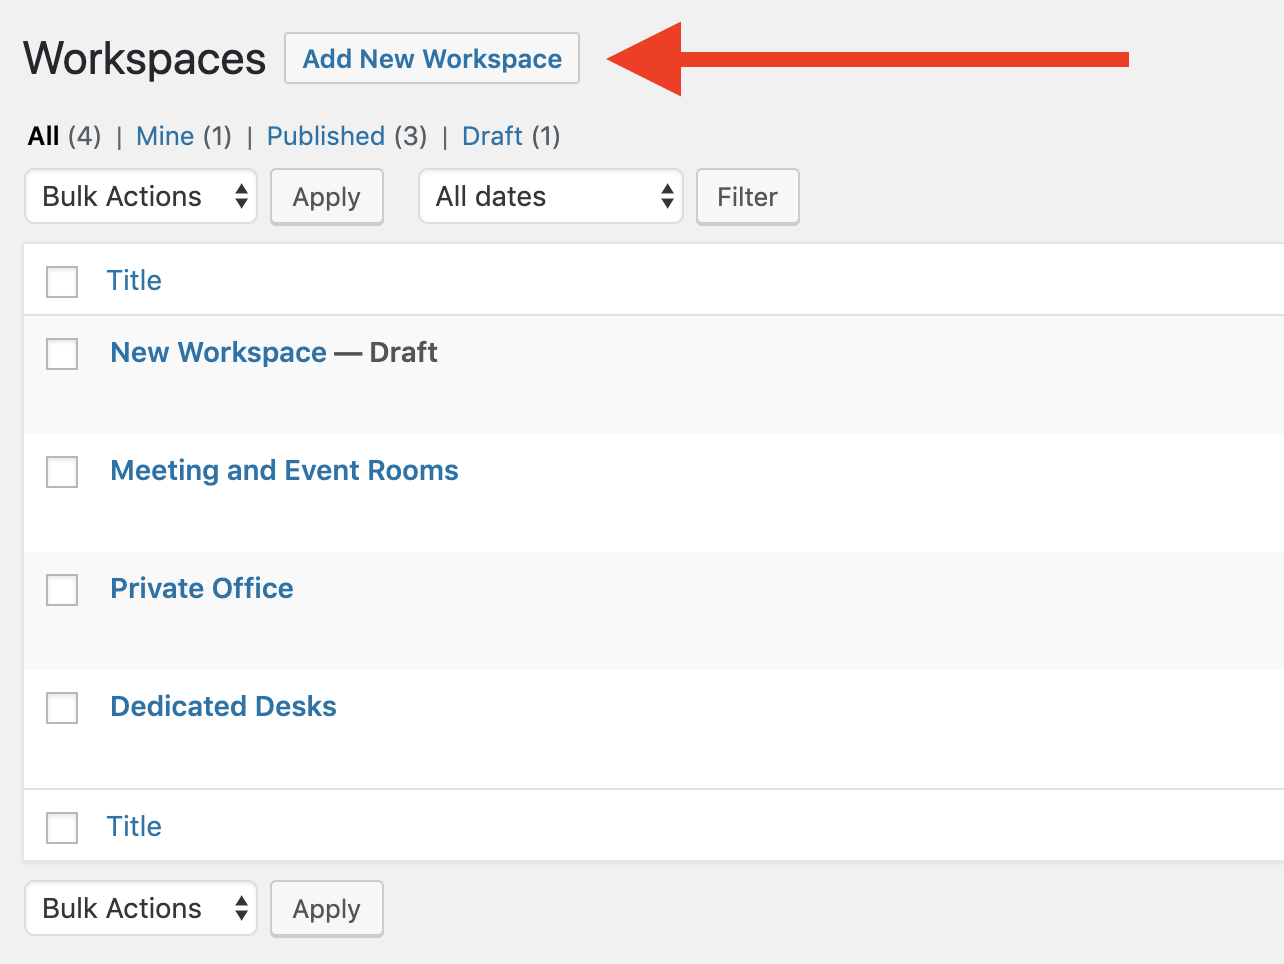 Workspaces Add New Workspace
All (4) | Mine (1) | Published (3) | Draft (1)
Bulk Actions Apply All dates Filter
Title
New Workspace — Draft
Meeting and Event Rooms
Private Office
Dedicated Desks
Title
Bulk Actions Apply